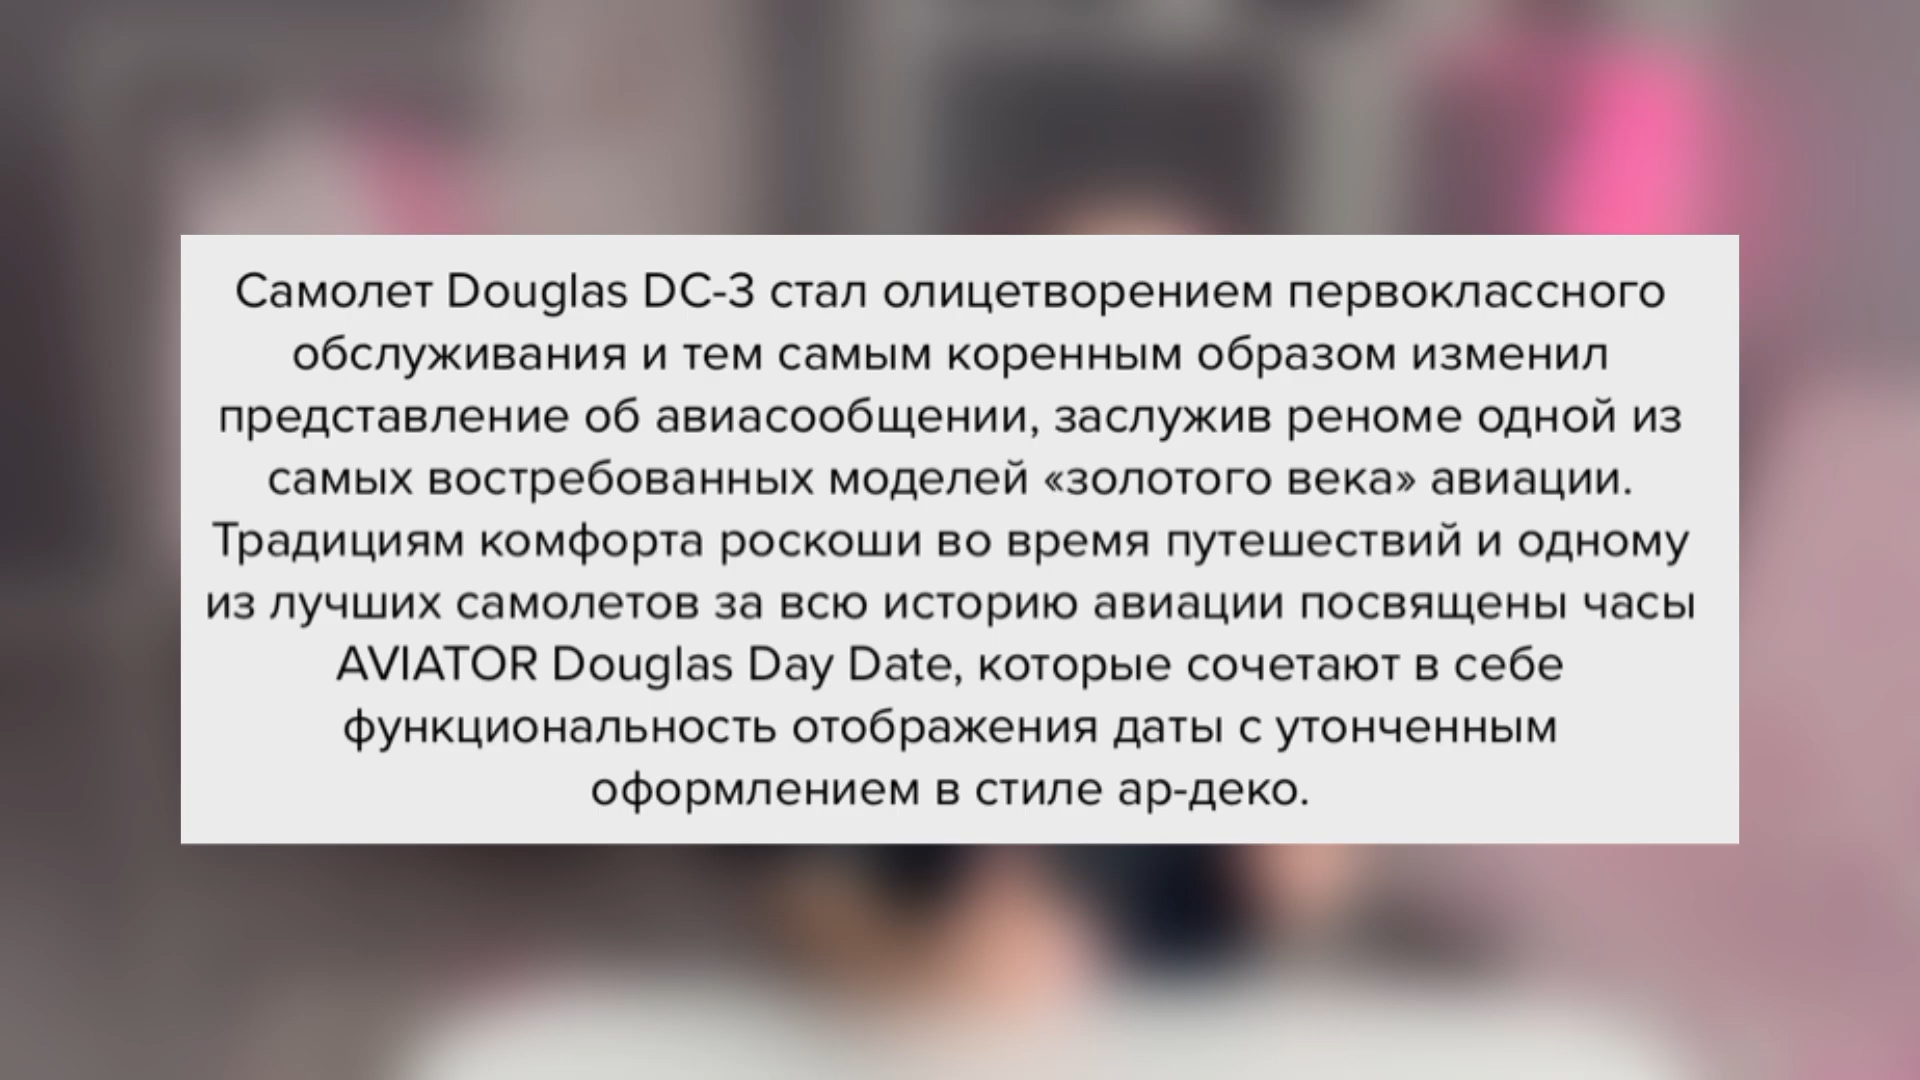 Самолет Douglas DC-3 стал олицетворением первоклассного
обслуживания и тем самым коренным образом изменил
представление об авиасообщении, заслужив реноме одной из
самых востребованных моделей «золотого века» авиации.
Традициям комфорта роскоши во время путешествий и одному
из лучших самолетов за всю историю авиации посвящены часы
AVIATOR Douglas Day Date, которые сочетают в себе
функциональность отображения даты с утонченным
оформлением в стиле ар-деко.